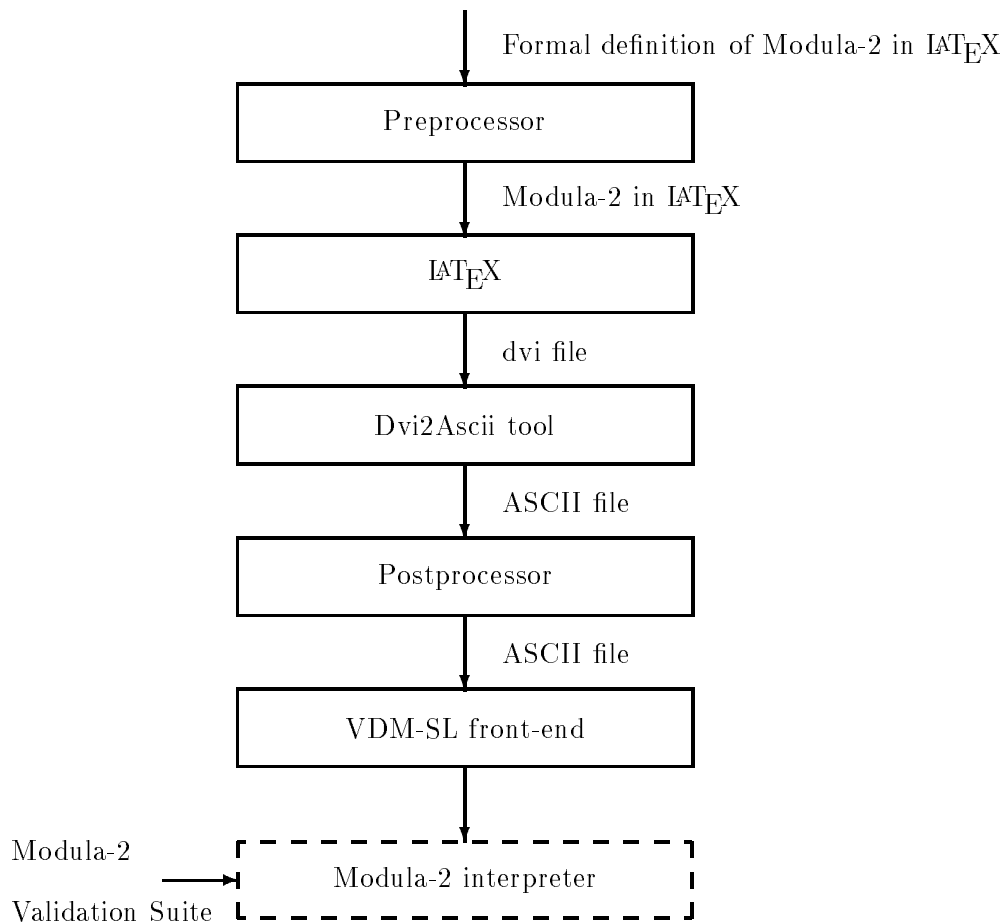 Formal definition of Modula-2 in LATEX
Preprocessor
Modula-2 in LATEX
LATEX
dvi file
Dvi2Ascii tool
ASCII file
Postprocessor
ASCII file
VDM-SL front-end
Modula-2
Validation Suite
Modula-2 interpreter